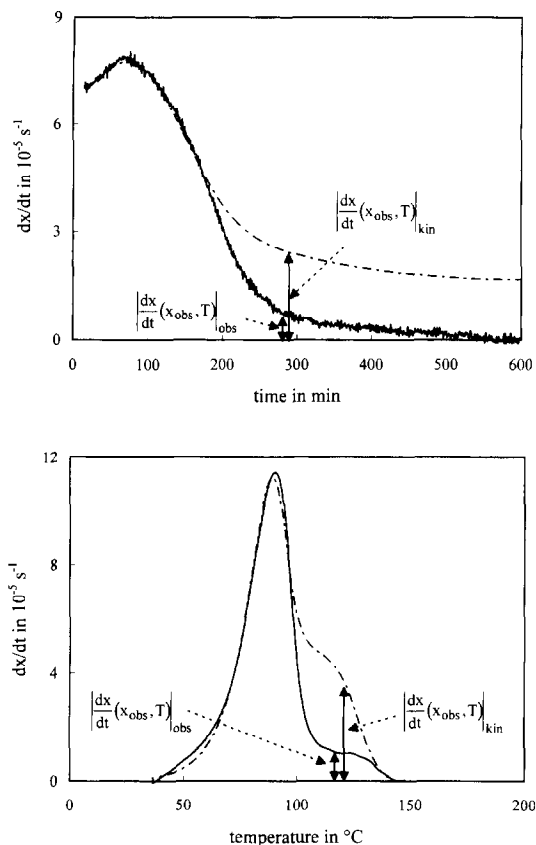 9
6
3
0
dx/dt in 10⁻⁵ s⁻¹
|dx/dt (x_obs, T)|_kin
|dx/dt (x_obs, T)|_obs
0 100 200 300 400 500 600
time in min
12
8
4
0
dx/dt in 10⁻⁵ s⁻¹
|dx/dt (x_obs, T)|_obs
|dx/dt (x_obs, T)|_kin
0 50 100 150 200
temperature in °C